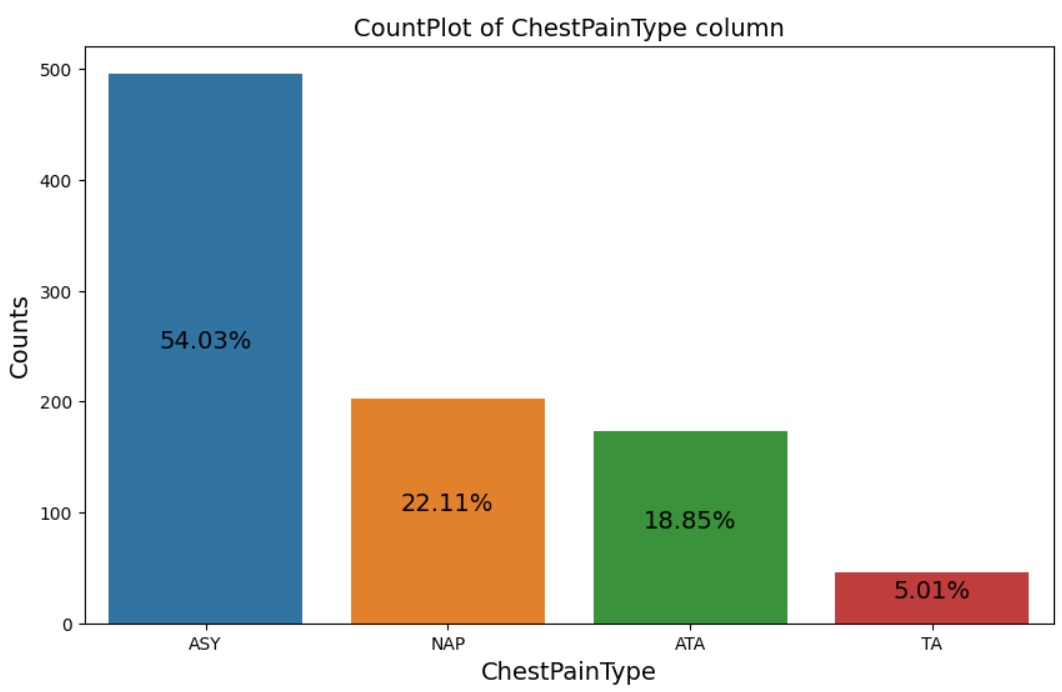 CountPlot of ChestPainType column
500
400
300
200
100
0
Counts
54.03%
22.11%
18.85%
5.01%
ASY NAP ATA TA
ChestPainType